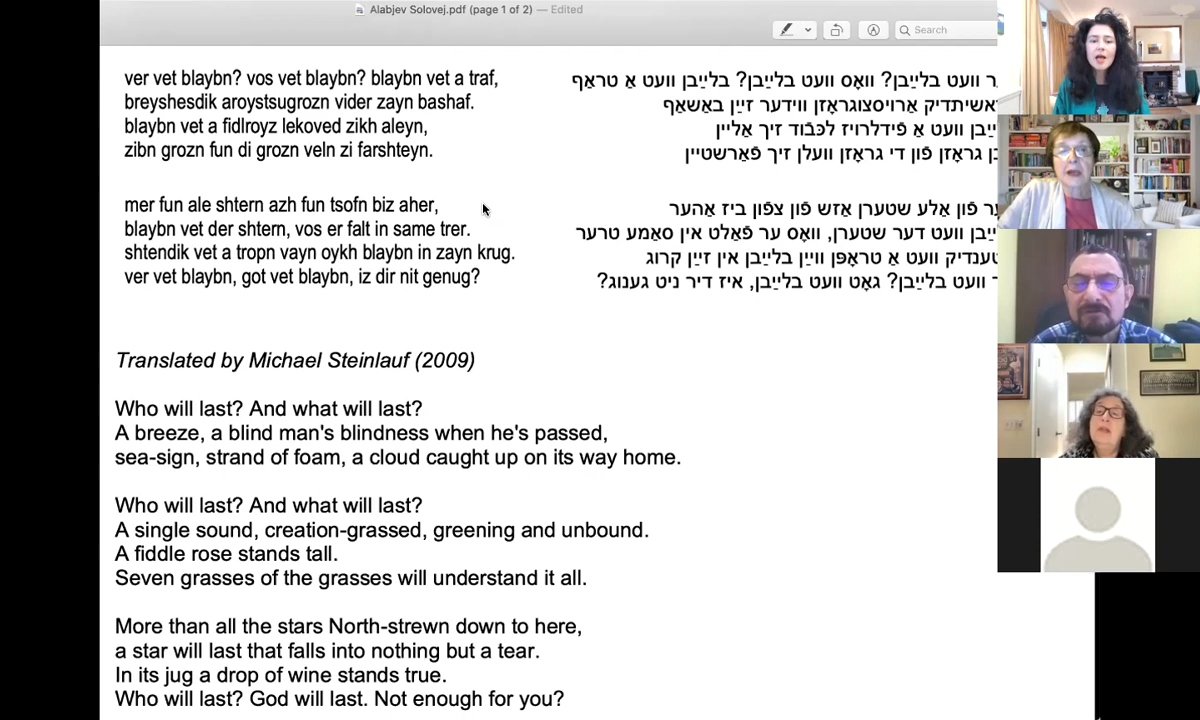 Alabjev Solovej.pdf (page 1 of 2) — Edited
Search
ver vet blaybn? vos vet blaybn? blaybn vet a traf,
breyshesdik aroystsugrozn vider zayn bashaf.
blaybn vet a fidlroyz lekoved zikh aleyn,
zibn grozn fun di grozn veln zi farshteyn.
mer fun ale shtern azh fun tsofn biz aher,
blaybn vet der shtern, vos er falt in same trer.
shtendik vet a tropn vayn oykh blaybn in zayn krug.
ver vet blaybn, got vet blaybn, iz dir nit genug?
ר וועט בלײַבן? וואָס וועט בלײַבן? בלײַבן וועט אַ טראַף
אשיתדיק אַרויסצוגראָזן ווידער זײַן באַשאַף
ײַבן וועט אַ פֿידלרויז לכּבֿוד זיך אַליין
ן גראָזן פֿון די גראָזן וועלן זיך פֿאַרשטיין
ר פֿון אַלע שטערן אַזש פֿון צפֿון ביז אַהער
ײַבן וועט דער שטערן, וואָס ער פֿאַלט אין סאַמע טרער
טענדיק וועט אַ טראָפּן ווײַן בלײַבן אין זײַן קרוג
ר וועט בלײַבן? גאָט וועט בלײַבן, איז דיר ניט גענוג?
Translated by Michael Steinlauf (2009)
Who will last? And what will last?
A breeze, a blind man's blindness when he's passed,
sea-sign, strand of foam, a cloud caught up on its way home.
Who will last? And what will last?
A single sound, creation-grassed, greening and unbound.
A fiddle rose stands tall.
Seven grasses of the grasses will understand it all.
More than all the stars North-strewn down to here,
a star will last that falls into nothing but a tear.
In its jug a drop of wine stands true.
Who will last? God will last. Not enough for you?